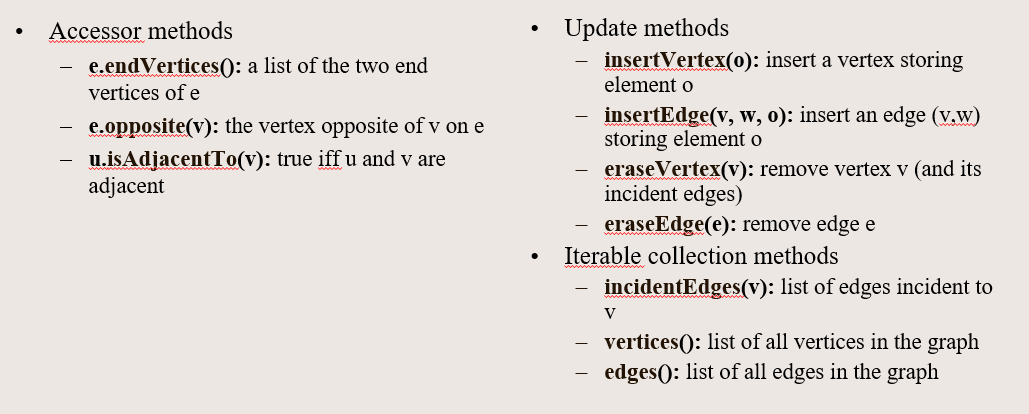 • Accessor methods
– e.endVertices(): a list of the two end
vertices of e
– e.opposite(v): the vertex opposite of v on e
– u.isAdjacentTo(v): true iff u and v are
adjacent
• Update methods
– insertVertex(o): insert a vertex storing
element o
– insertEdge(v, w, o): insert an edge (v,w)
storing element o
– eraseVertex(v): remove vertex v (and its
incident edges)
– eraseEdge(e): remove edge e
• Iterable collection methods
– incidentEdges(v): list of edges incident to
v
– vertices(): list of all vertices in the graph
– edges(): list of all edges in the graph